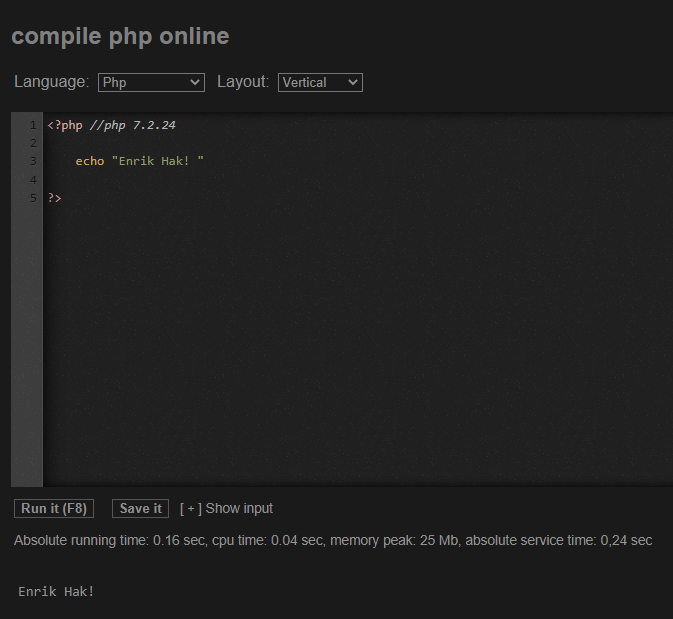 compile php online
Language: Php Layout: Vertical
1 <?php //php 7.2.24
2
3     echo "Enrik Hak! "
4
5 ?>
Run it (F8) Save it [ + ] Show input
Absolute running time: 0.16 sec, cpu time: 0.04 sec, memory peak: 25 Mb, absolute service time: 0,24 sec
Enrik Hak!